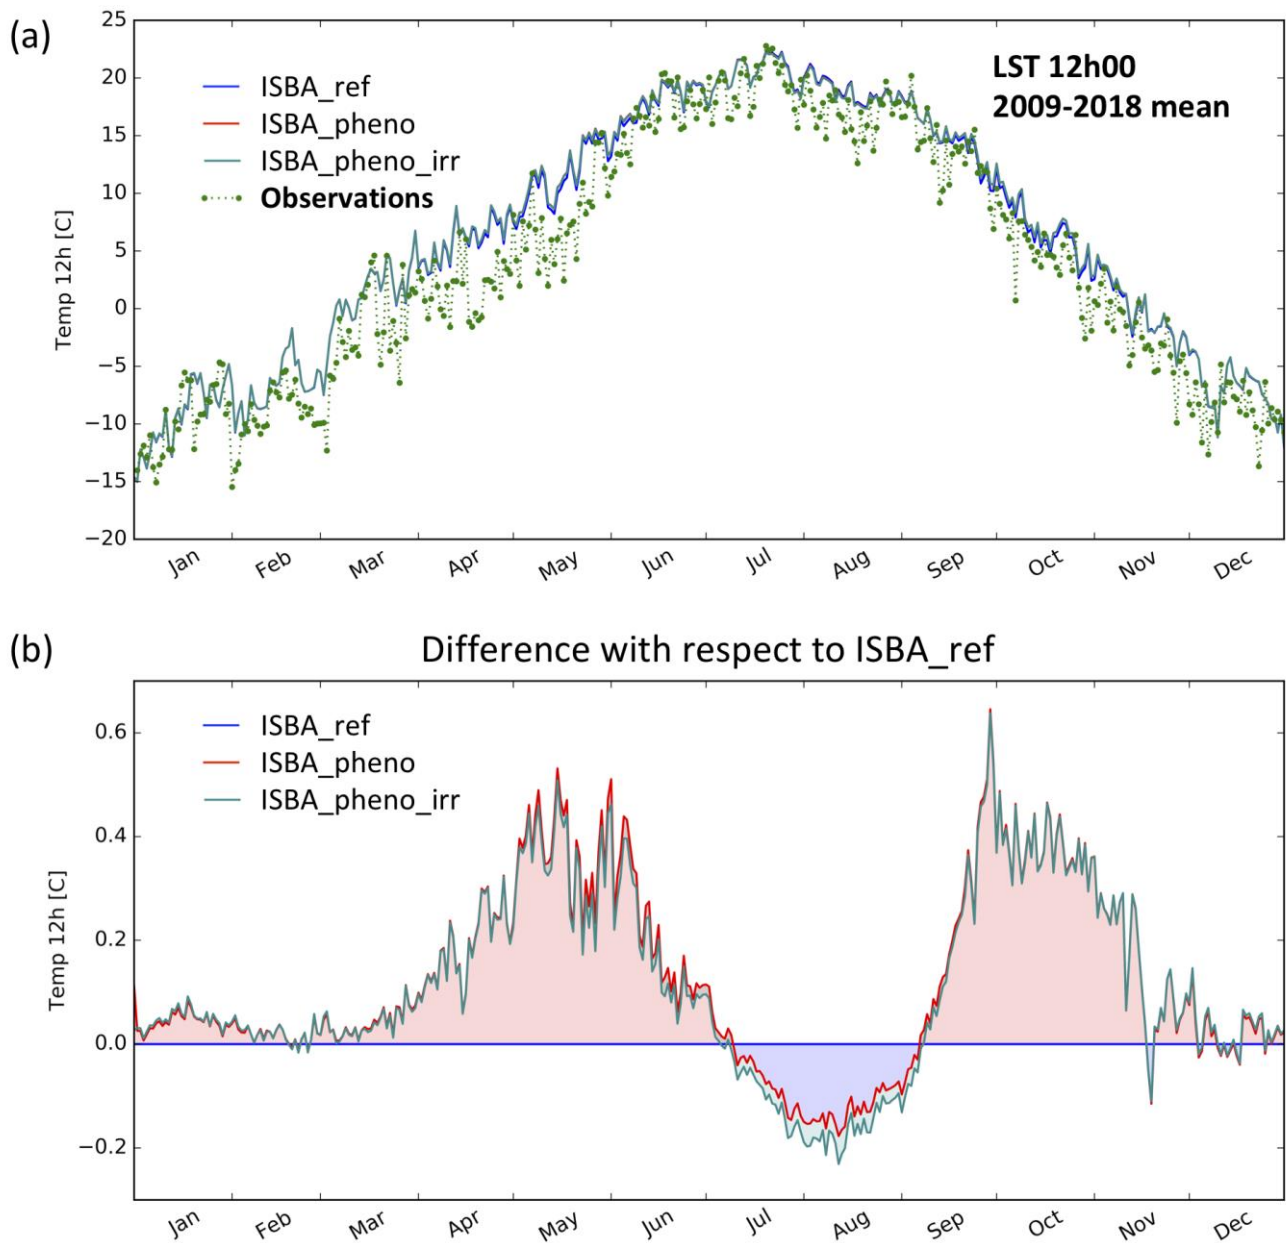 (a)
25
20
15
10
5
0
−5
−10
−15
−20
Temp 12h [C]
ISBA_ref
ISBA_pheno
ISBA_pheno_irr
Observations
LST 12h00
2009-2018 mean
Jan Feb Mar Apr May Jun Jul Aug Sep Oct Nov Dec
(b)
Difference with respect to ISBA_ref
0.6
0.4
0.2
0.0
−0.2
Temp 12h [C]
ISBA_ref
ISBA_pheno
ISBA_pheno_irr
Jan Feb Mar Apr May Jun Jul Aug Sep Oct Nov Dec